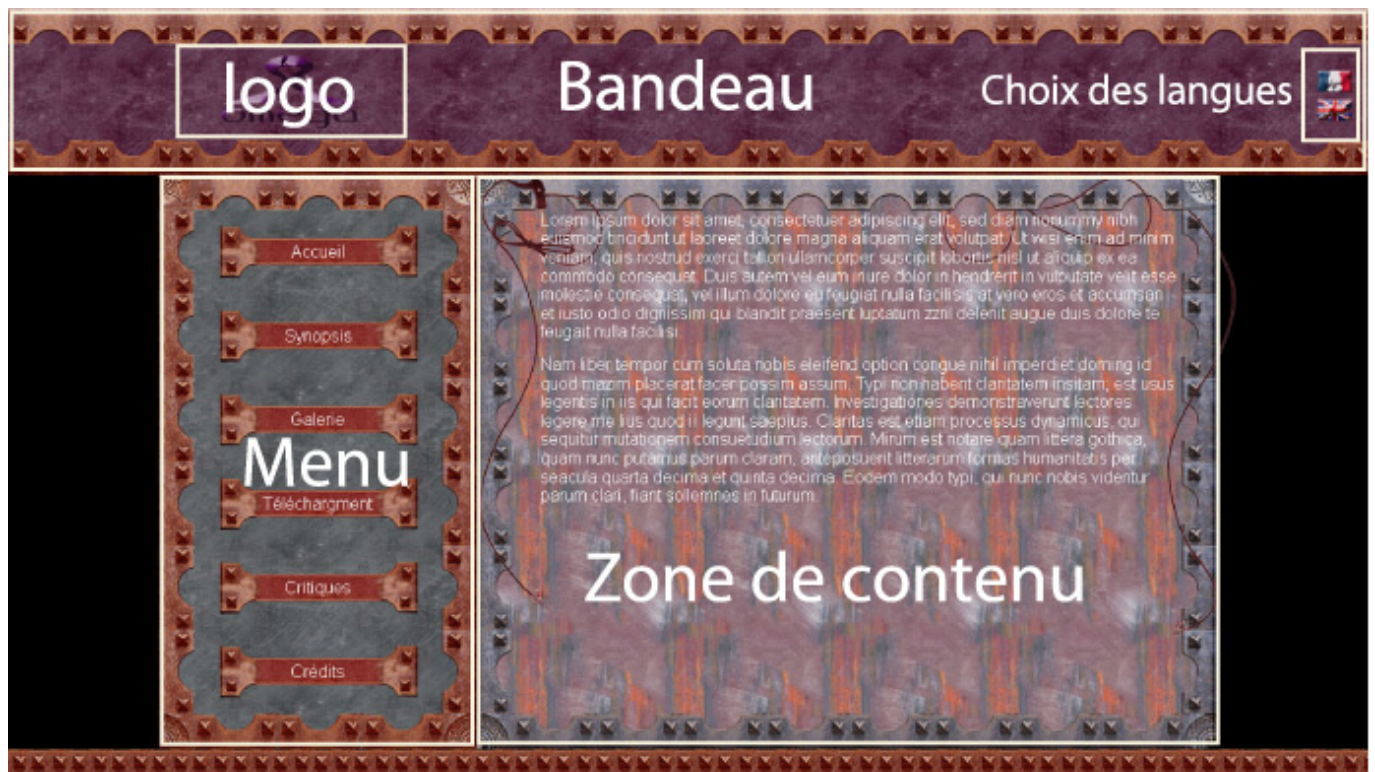 logo
Bandeau
Choix des langues
Accueil
Synopsis
Galerie
Menu
Téléchargment
Critiques
Crédits
Lorem ipsum dolor sit amet, consectetuer adipiscing elit, sed diam nonummy nibh
euismod tincidunt ut laoreet dolore magna aliquam erat volutpat. Ut wisi enim ad minim
veniam, quis nostrud exerci tation ullamcorper suscipit lobortis nisl ut aliquip ex ea
commodo consequat. Duis autem vel eum iriure dolor in hendrerit in vulputate velit esse
molestie consequat, vel illum dolore eu feugiat nulla facilisis at vero eros et accumsan
et iusto odio dignissim qui blandit praesent luptatum zzril delenit augue duis dolore te
feugait nulla facilisi.
Nam liber tempor cum soluta nobis eleifend option congue nihil imperdiet doming id
quod mazim placerat facer possim assum. Typi non habent claritatem insitam; est usus
legentis in iis qui facit eorum claritatem. Investigationes demonstraverunt lectores
legere me lius quod ii legunt saepius. Claritas est etiam processus dynamicus, qui
sequitur mutationem consuetudium lectorum. Mirum est notare quam littera gothica,
quam nunc putamus parum claram, anteposuerit litterarum formas humanitatis per
seacula quarta decima et quinta decima. Eodem modo typi, qui nunc nobis videntur
parum clari, fiant sollemnes in futurum.
Zone de contenu